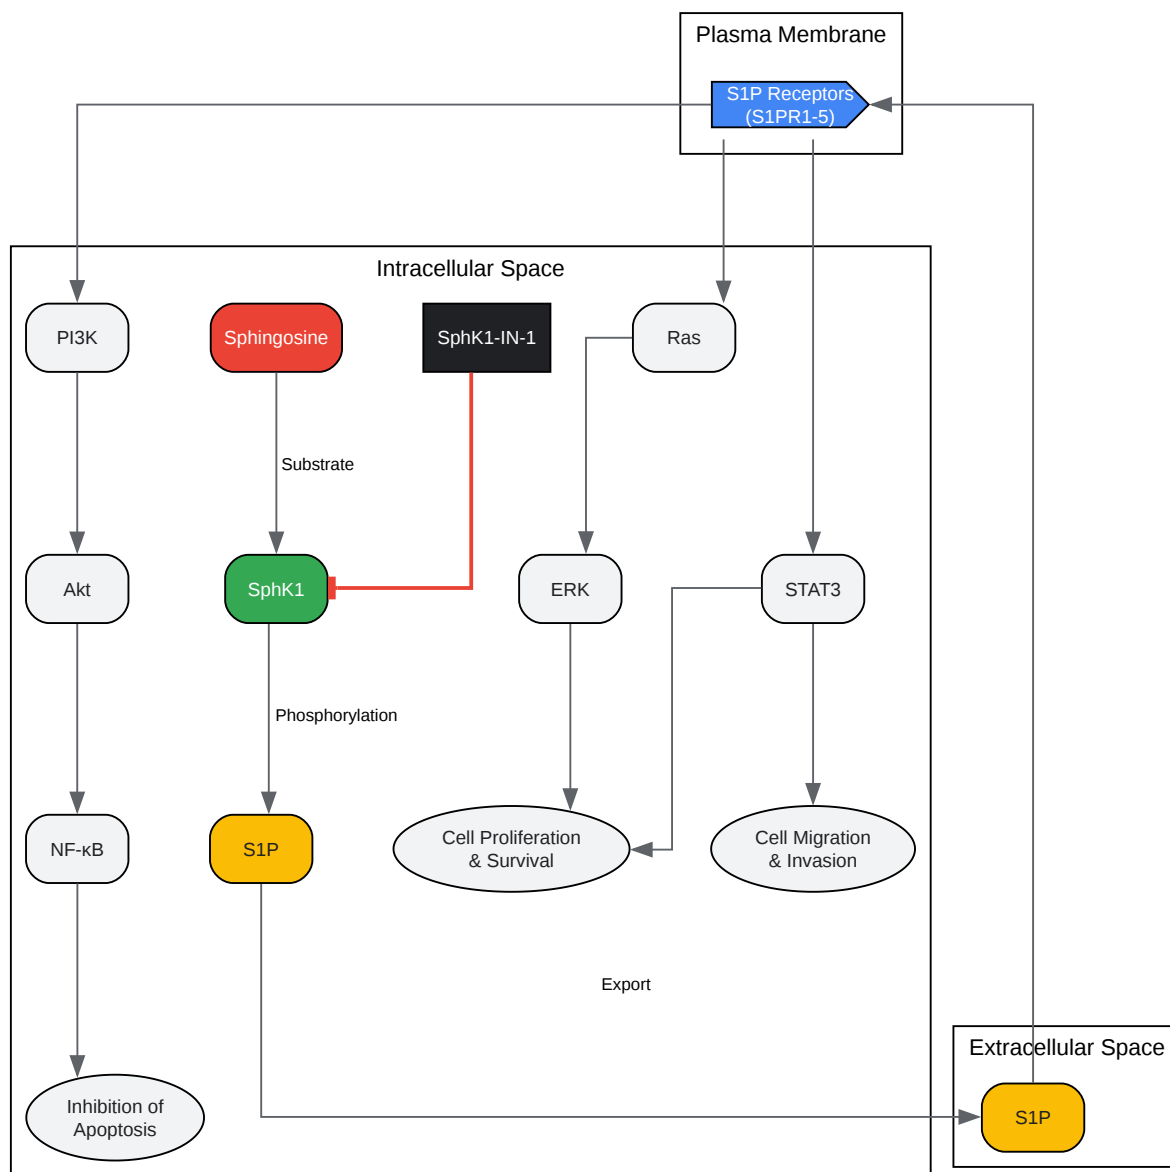 Plasma Membrane
S1P Receptors
(S1PR1-5)
Intracellular Space
PI3K
Sphingosine
SphK1-IN-1
Ras
Substrate
Akt
SphK1
ERK
STAT3
Phosphorylation
NF-κB
S1P
Cell Proliferation
& Survival
Cell Migration
& Invasion
Export
Extracellular Space
Inhibition of
Apoptosis
S1P